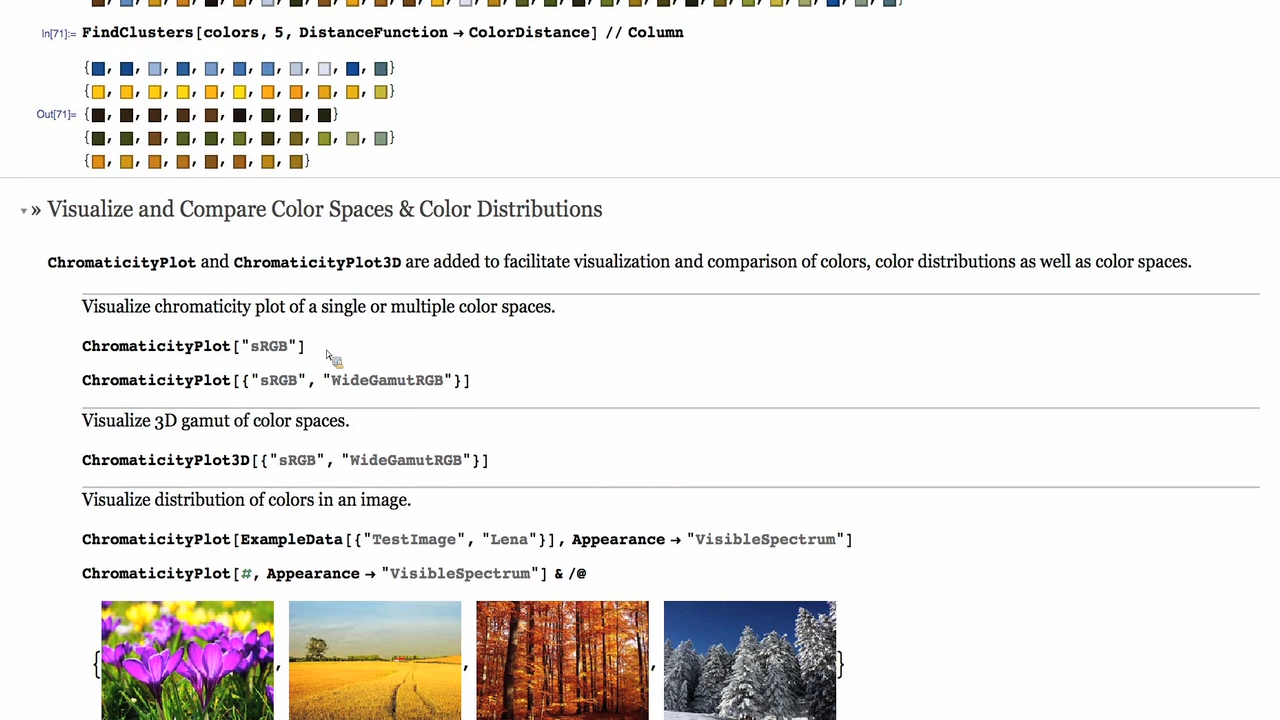 In[71]:= FindClusters[colors, 5, DistanceFunction → ColorDistance] // Column
{ , , , , , , , , , , }
{ , , , , , , , , , , }
Out[71]= { , , , , , , , , }
{ , , , , , , , , , , }
{ , , , , , , , }
» Visualize and Compare Color Spaces & Color Distributions
ChromaticityPlot and ChromaticityPlot3D are added to facilitate visualization and comparison of colors, color distributions as well as color spaces.
Visualize chromaticity plot of a single or multiple color spaces.
ChromaticityPlot["sRGB"]
ChromaticityPlot[{"sRGB", "WideGamutRGB"}]
Visualize 3D gamut of color spaces.
ChromaticityPlot3D[{"sRGB", "WideGamutRGB"}]
Visualize distribution of colors in an image.
ChromaticityPlot[ExampleData[{"TestImage", "Lena"}], Appearance → "VisibleSpectrum"]
ChromaticityPlot[#, Appearance → "VisibleSpectrum"] & /@
{ , , , }